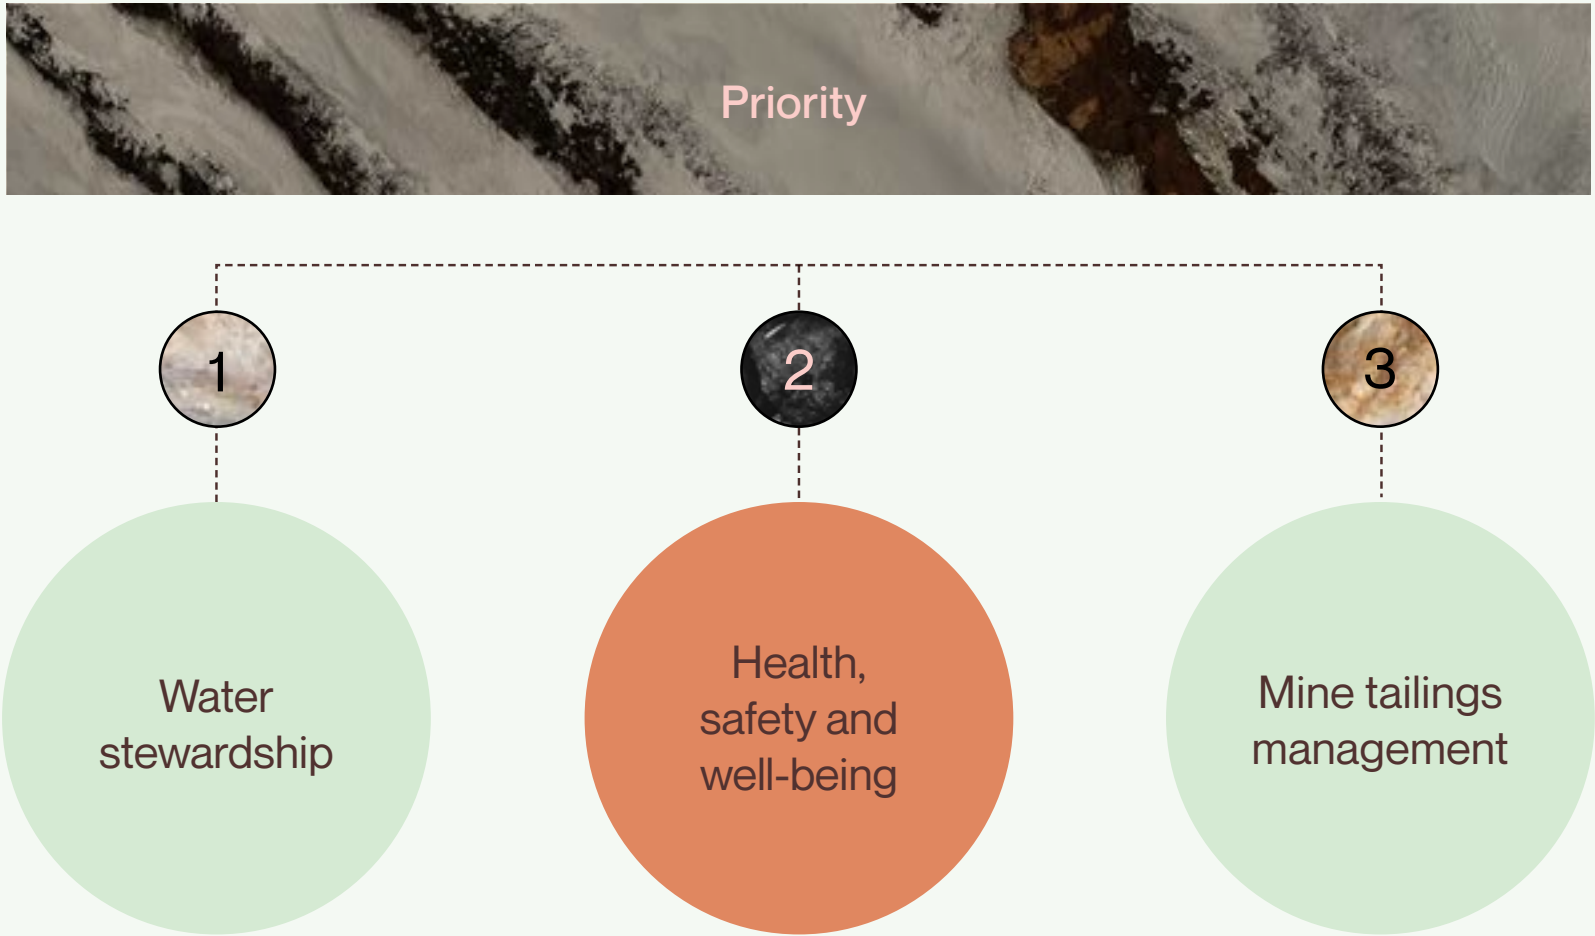 Priority
1
2
3
Water
stewardship
Health,
safety and
well-being
Mine tailings
management